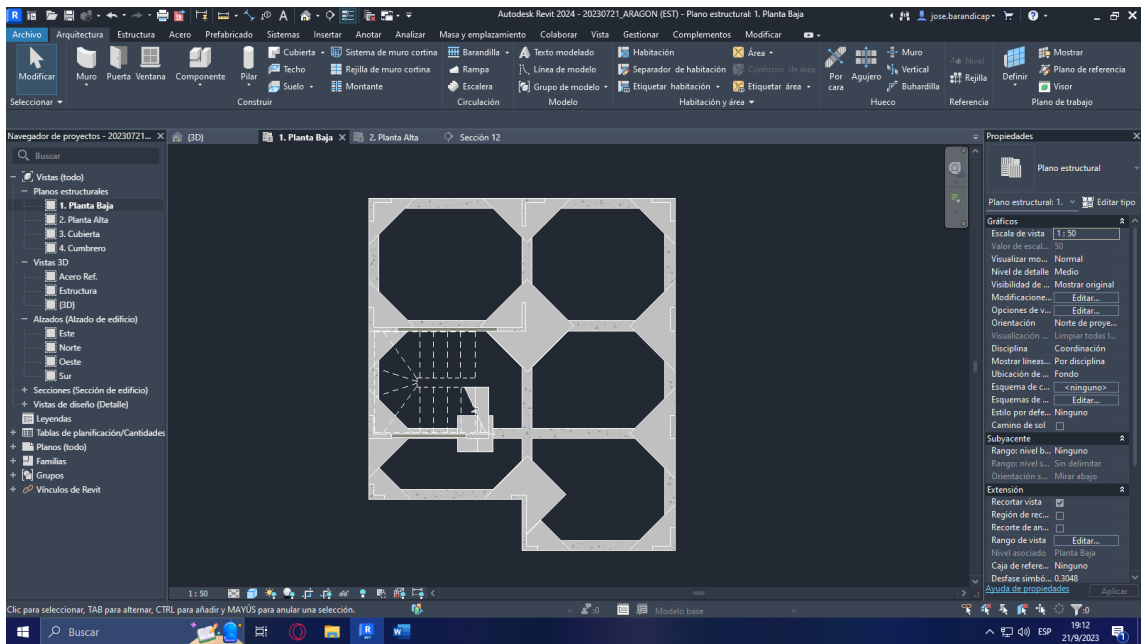 Autodesk Revit 2024 - 20230721_ARAGON (EST) - Plano estructural: 1. Planta Baja
jose.barandicap
Archivo Arquitectura Estructura Acero Prefabricado Sistemas Insertar Anotar Analizar Masa y emplazamiento Colaborar Vista Gestionar Complementos Modificar
Modificar Muro Puerta Ventana Componente Pilar
Cubierta Sistema de muro cortina Barandilla Texto modelado Habitación Área Muro Nivel Mostrar
Techo Rejilla de muro cortina Rampa Línea de modelo Separador de habitación Contorno de área Por cara Agujero Vertical Rejilla Definir Plano de referencia
Suelo Montante Escalera Grupo de modelo Etiquetar habitación Etiquetar área Buhardilla Visor
Seleccionar Construir Circulación Modelo Habitación y área Hueco Referencia Plano de trabajo
Navegador de proyectos - 20230721...
{3D} 1. Planta Baja 2. Planta Alta Sección 12
Buscar
Vistas (todo)
Planos estructurales
1. Planta Baja
2. Planta Alta
3. Cubierta
4. Cumbrero
Vistas 3D
Acero Ref.
Estructura
{3D}
Alzados (Alzado de edificio)
Este
Norte
Oeste
Sur
Secciones (Sección de edificio)
Vistas de diseño (Detalle)
Leyendas
Tablas de planificación/Cantidades
Planos (todo)
Familias
Grupos
Vínculos de Revit
Propiedades
Plano estructural
Plano estructural: 1. Editar tipo
Gráficos
Escala de vista 1 : 50
Valor de escal... 50
Visualizar mo... Normal
Nivel de detalle Medio
Visibilidad de ... Mostrar original
Modificacione... Editar...
Opciones de v... Editar...
Orientación Norte de proye...
Visualización ... Limpiar todas l...
Disciplina Coordinación
Mostrar líneas... Por disciplina
Ubicación de ... Fondo
Esquema de c... <ninguno>
Esquemas de ... Editar...
Estilo por defe... Ninguno
Camino de sol
Subyacente
Rango: nivel b... Ninguno
Rango: nivel s... Sin delimitar
Orientación s... Mirar abajo
Extensión
Recortar vista
Región de rec...
Recorte de an...
Rango de vista Editar...
Nivel asociado Planta Baja
Caja de refere... Ninguno
Desfase simbó... 0.3048
Ayuda de propiedades Aplicar
1 : 50
Clic para seleccionar, TAB para alternar, CTRL para añadir y MAYÚS para anular una selección.
:0 Modelo base :0
Buscar
ESP 19:12
21/9/2023